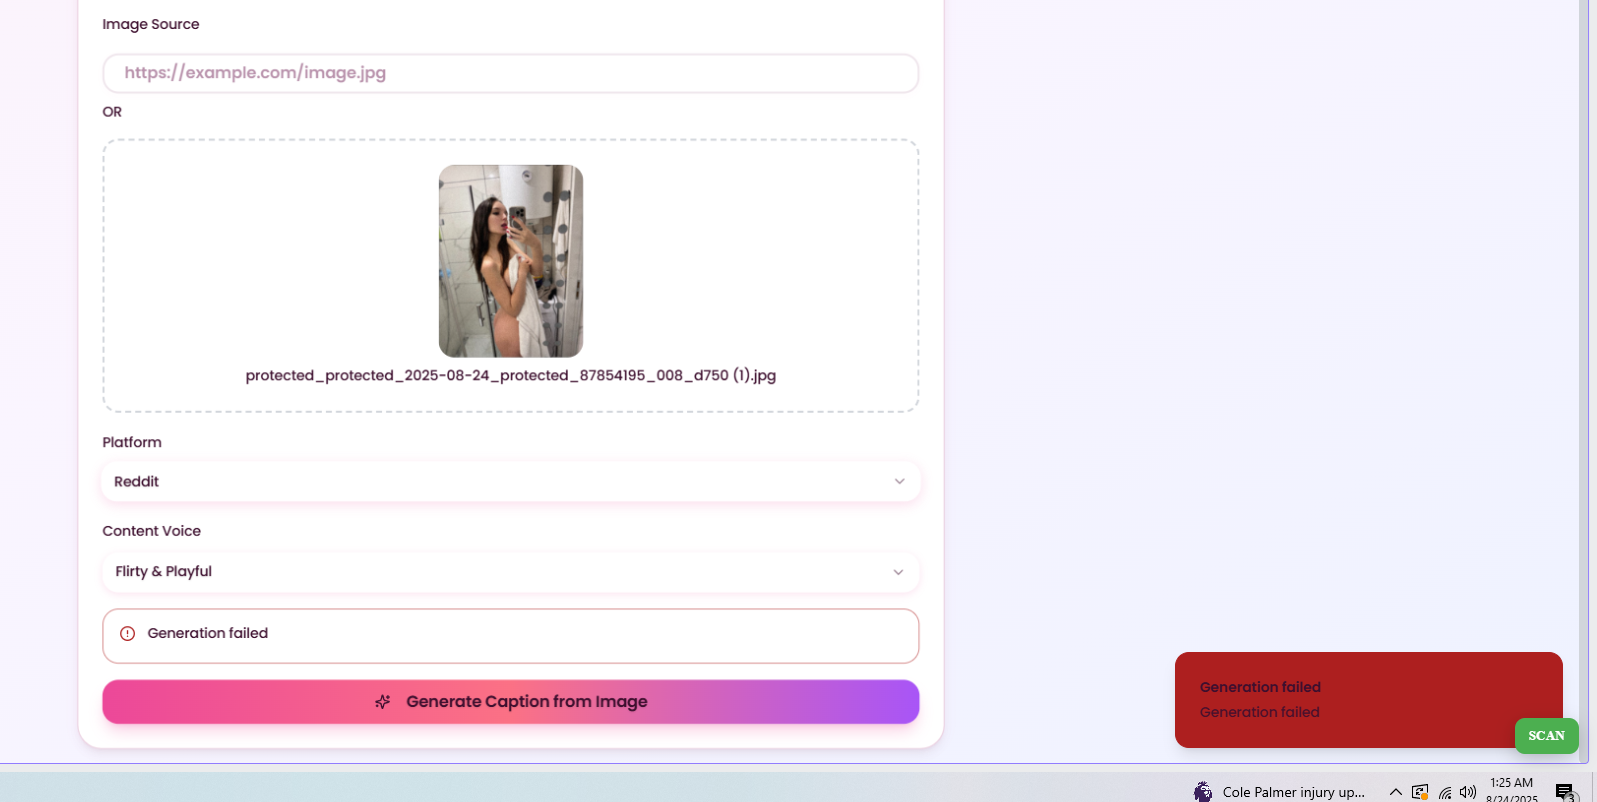 Image Source
https://example.com/image.jpg
OR
protected_protected_2025-08-24_protected_87854195_008_d750 (1).jpg
Platform
Reddit
Content Voice
Flirty & Playful
Generation failed
Generate Caption from Image
Generation failed
Generation failed
SCAN
Cole Palmer injury up...
1:25 AM
8/24/2025
3